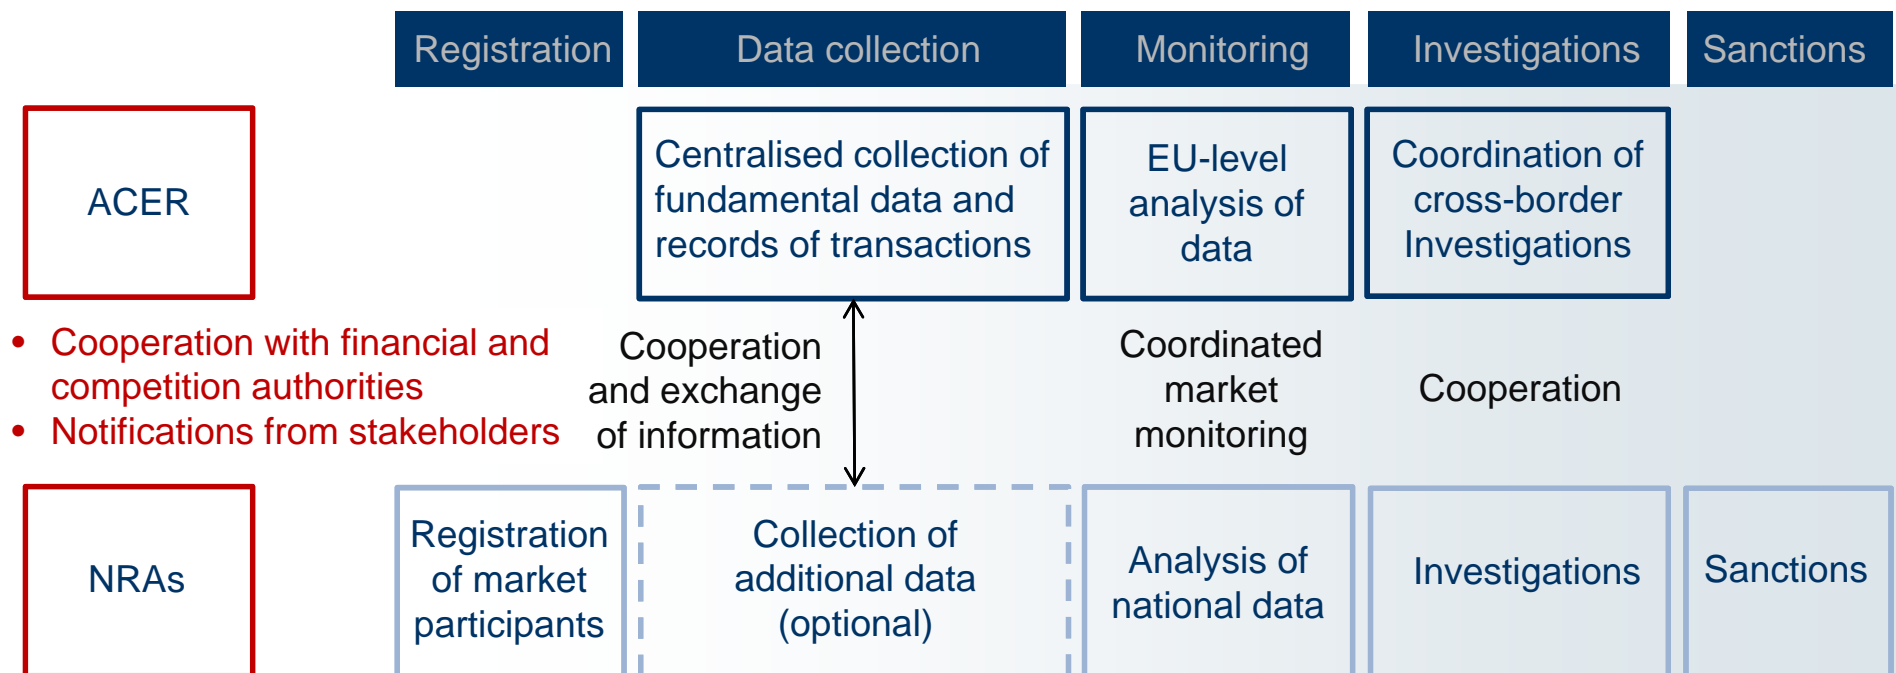 Registration
Data collection
Monitoring
Investigations
Sanctions
ACER
Centralised collection of
fundamental data and
records of transactions
EU-level
analysis of
data
Coordination of
cross-border
Investigations
• Cooperation with financial and
competition authorities
• Notifications from stakeholders
Cooperation
and exchange
of information
Coordinated
market
monitoring
Cooperation
NRAs
Registration
of market
participants
Collection of
additional data
(optional)
Analysis of
national data
Investigations
Sanctions